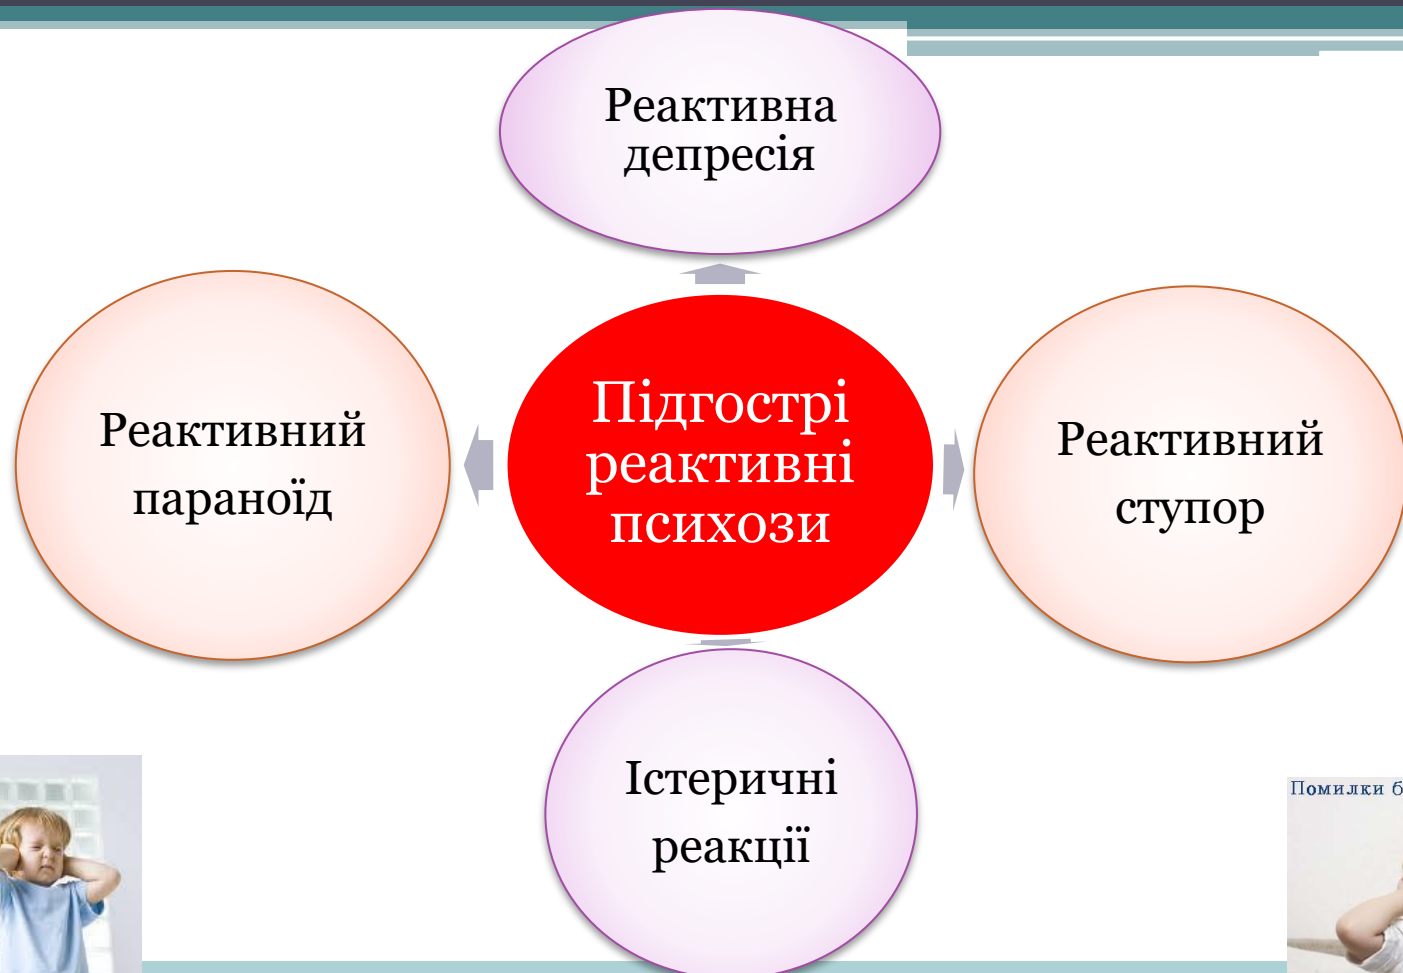 Реактивна
депресія
Реактивний
параноїд
Підгострі
реактивні
психози
Реактивний
ступор
Істеричні
реакції
Помилки